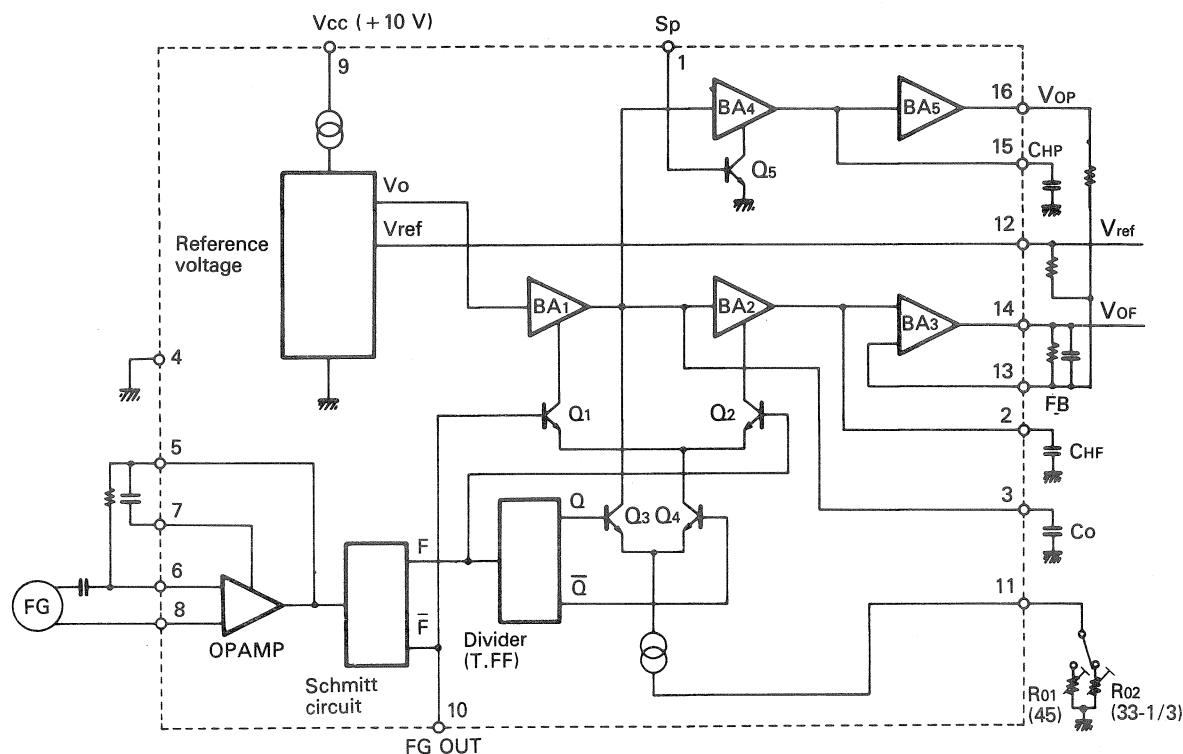 Vcc (+10 V)
Sp
9
1
BA4
BA5
16
VOP
15
CHP
Q5
Vo
Vref
12
Vref
Reference
voltage
BA1
BA2
BA3
14
VOF
4
13
FB
Q1
Q2
2
CHF
5
7
3
Co
Q
Q3
Q4
F
Q̅
6
8
FG
OPAMP
F̅
11
Divider
(T.FF)
Schmitt
circuit
10
FG OUT
R01
(45)
R02
(33-1/3)